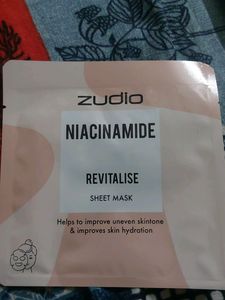 ZUDIO
NIACINAMIDE
REVITALISE
SHEET MASK
Helps to improve uneven skintone
& improves skin hydration